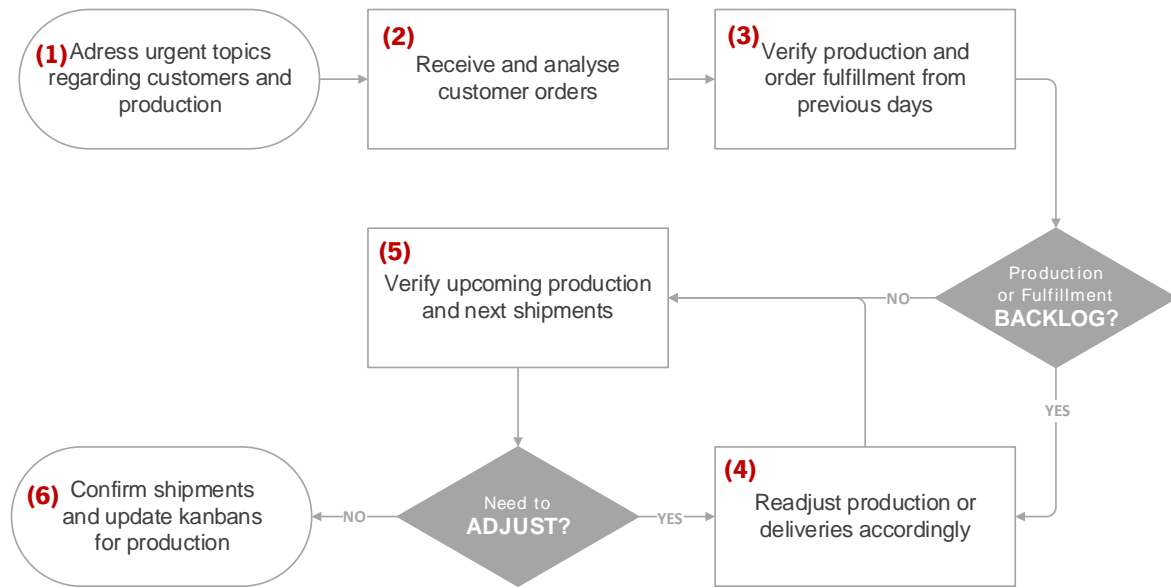 (1) Adress urgent topics
regarding customers and
production
(2)
Receive and analyse
customer orders
(3)
Verify production and
order fulfillment from
previous days
Production
or Fulfillment
BACKLOG?
NO
YES
(5)
Verify upcoming production
and next shipments
(4)
Readjust production or
deliveries accordingly
Need to
ADJUST?
YES
NO
(6) Confirm shipments
and update kanbans
for production